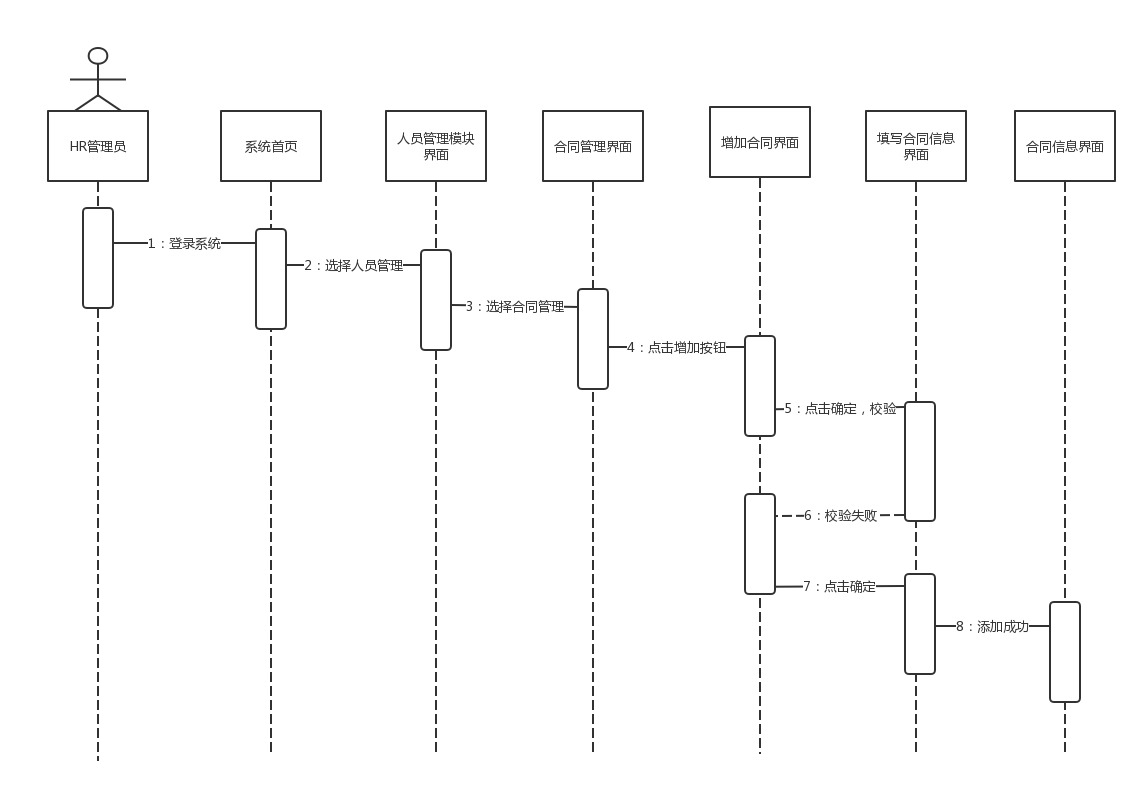 HR管理员
系统首页
人员管理模块
界面
合同管理界面
增加合同界面
填写合同信息
界面
合同信息界面
1：登录系统
2：选择人员管理
3：选择合同管理
4：点击增加按钮
5：点击确定，校验
6：校验失败
7：点击确定
8：添加成功